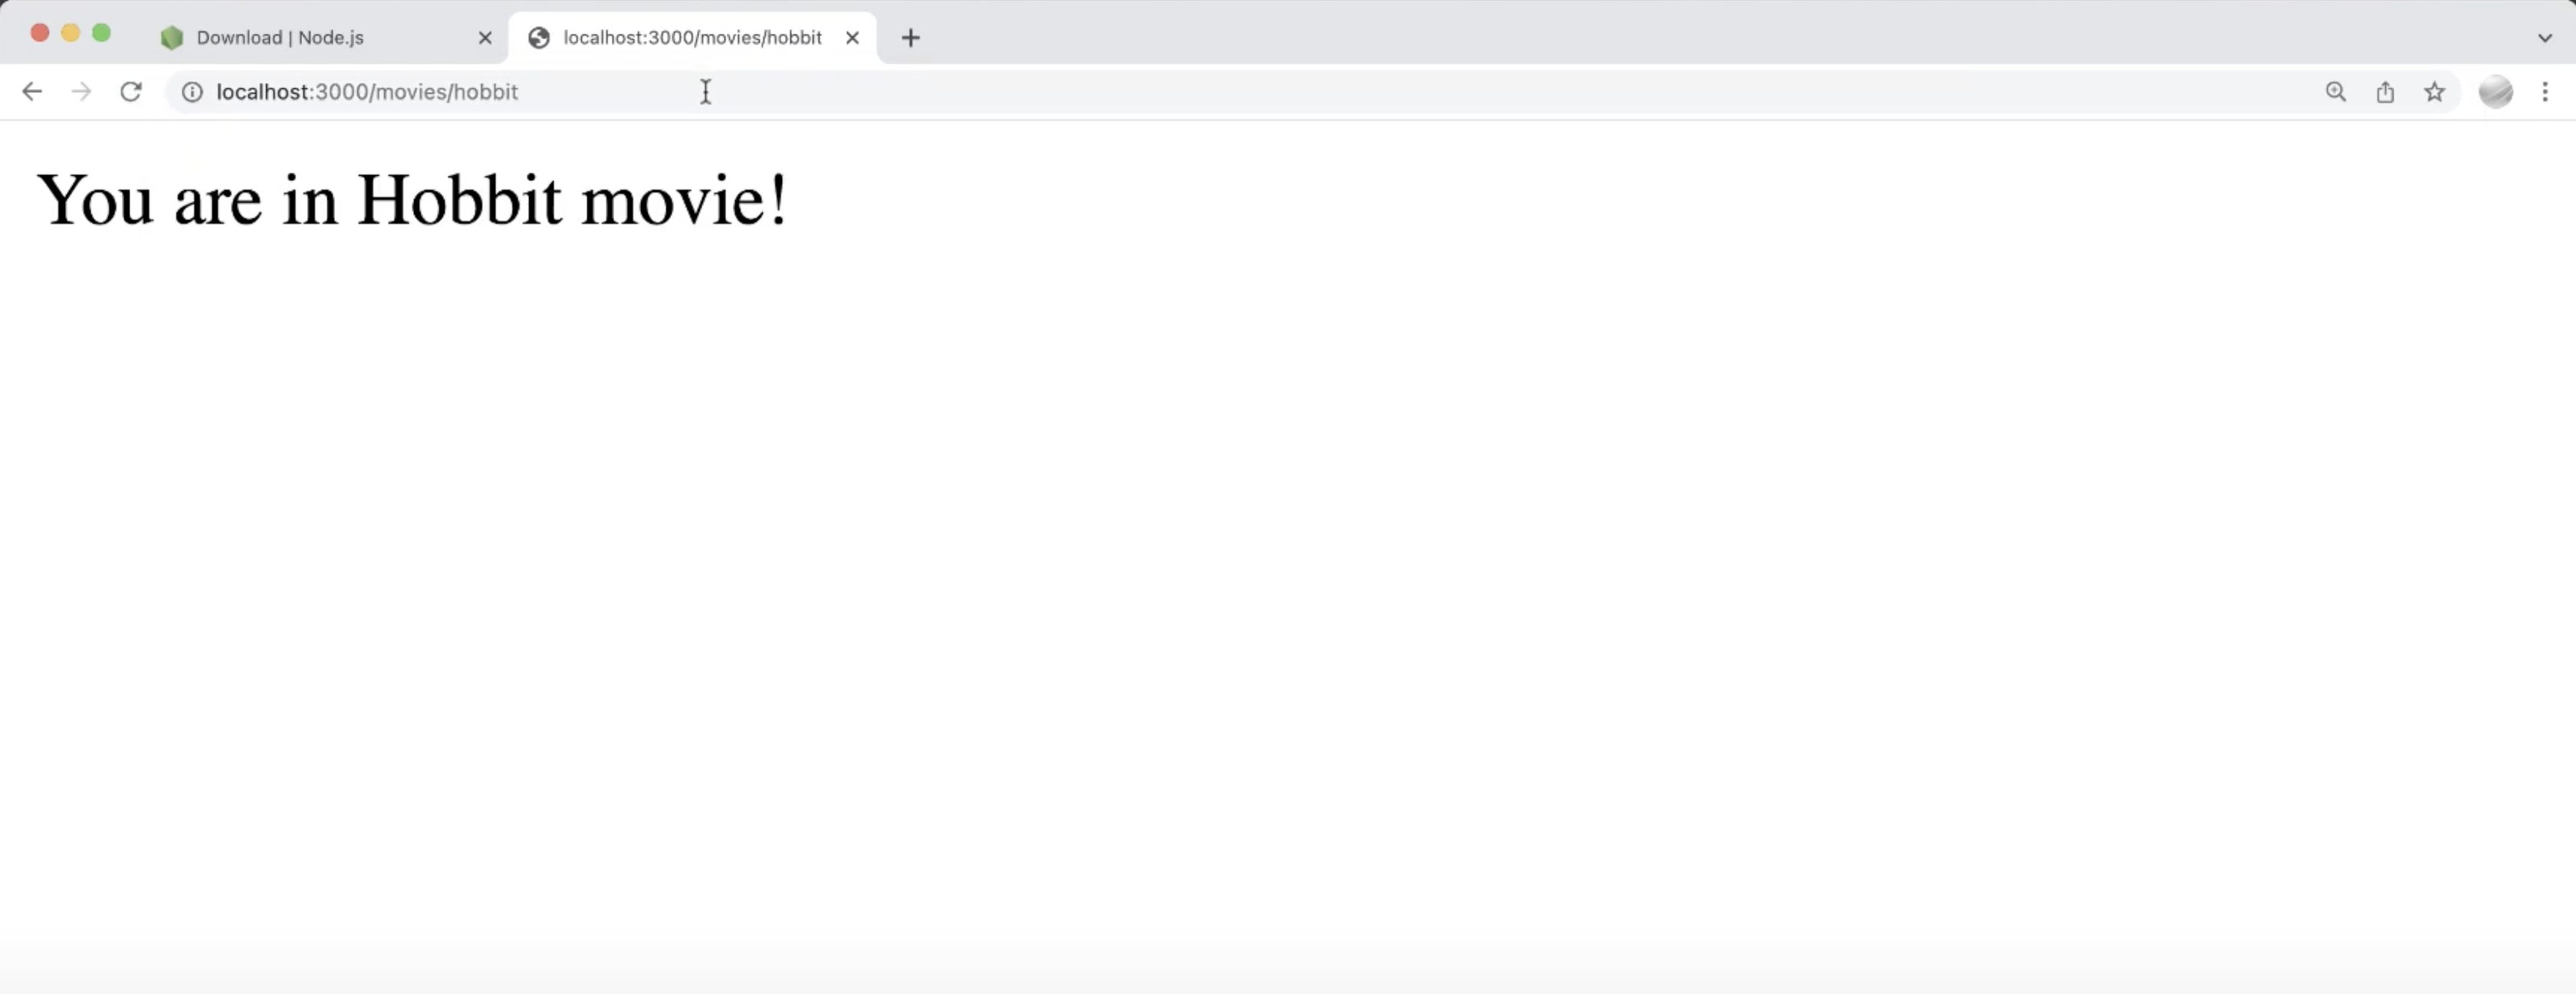 Download | Node.js
localhost:3000/movies/hobbit
localhost:3000/movies/hobbit
You are in Hobbit movie!